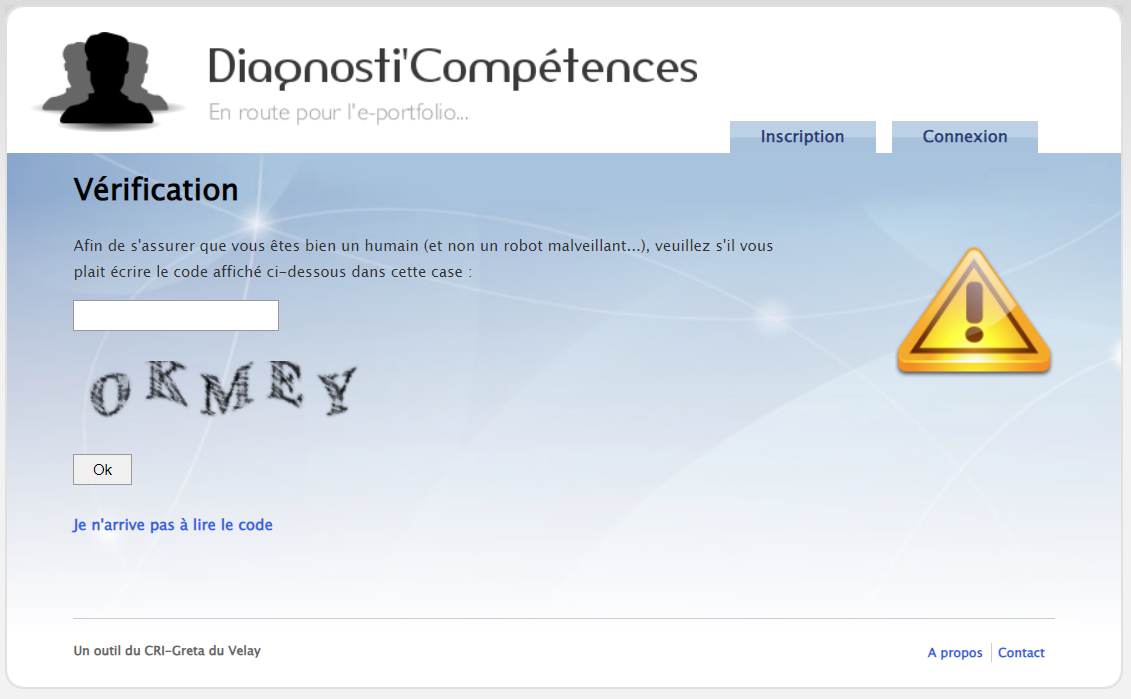 Diagnosti'Compétences
En route pour l'e-portfolio...
Inscription
Connexion
Vérification
Afin de s'assurer que vous êtes bien un humain (et non un robot malveillant...), veuillez s'il vous
plait écrire le code affiché ci-dessous dans cette case :
OKMEY
Ok
Je n'arrive pas à lire le code
Un outil du CRI-Greta du Velay
A propos
Contact